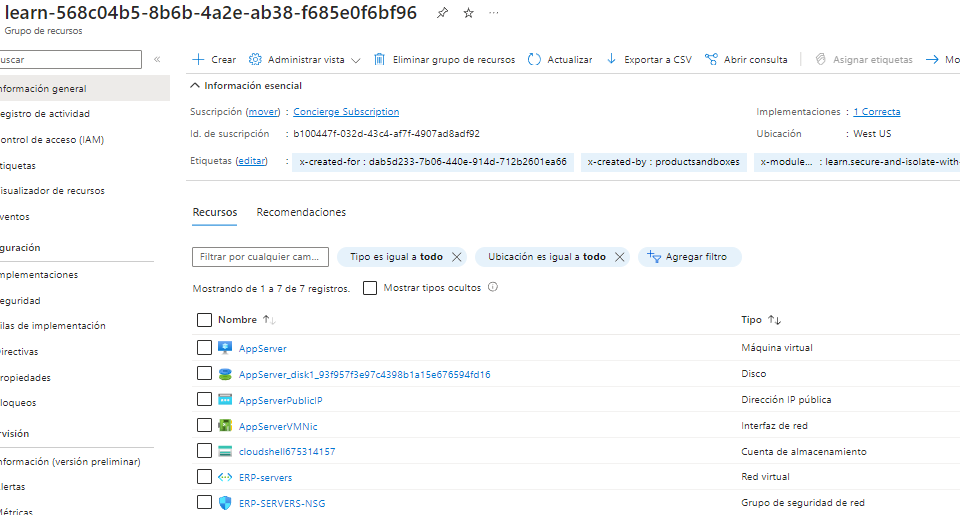 learn-568c04b5-8b6b-4a2e-ab38-f685e0f6bf96
Grupo de recursos
uscar
Crear Administrar vista Eliminar grupo de recursos Actualizar Exportar a CSV Abrir consulta Asignar etiquetas Mo
nformación general
egistro de actividad
ontrol de acceso (IAM)
tiquetas
isualizador de recursos
ventos
guración
mplementaciones
eguridad
ilas de implementación
irectivas
ropiedades
loqueos
rvisión
nformación (versión preliminar)
lertas
létricas
Información esencial
Suscripción (mover) : Concierge Subscription
Implementaciones : 1 Correcta
Id. de suscripción : b100447f-032d-43c4-af7f-4907ad8adf92
Ubicación : West US
Etiquetas (editar) : x-created-for : dab5d233-7b06-440e-914d-712b2601ea66 x-created-by : productsandboxes x-module... : learn.secure-and-isolate-with-
Recursos Recomendaciones
Filtrar por cualquier cam... Tipo es igual a todo Ubicación es igual a todo Agregar filtro
Mostrando de 1 a 7 de 7 registros. Mostrar tipos ocultos
Nombre Tipo
AppServer Máquina virtual
AppServer_disk1_93f957f3e97c4398b1a15e676594fd16 Disco
AppServerPublicIP Dirección IP pública
AppServerVMNic Interfaz de red
cloudshell675314157 Cuenta de almacenamiento
ERP-servers Red virtual
ERP-SERVERS-NSG Grupo de seguridad de red